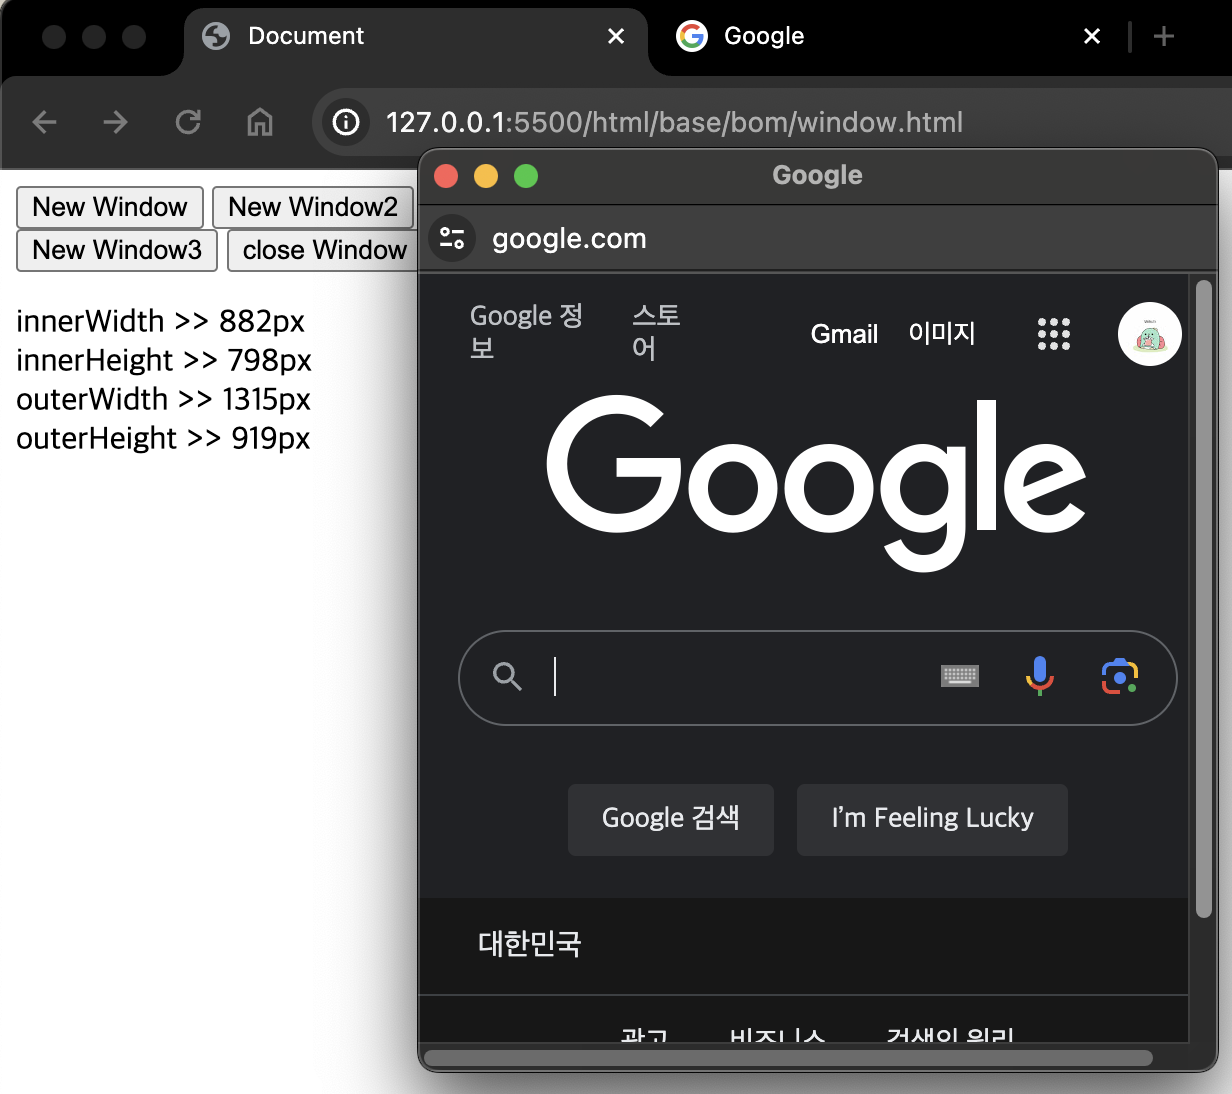 Document
Google
127.0.0.1:5500/html/base/bom/window.html
New Window
New Window2
New Window3
close Window
innerWidth >> 882px
innerHeight >> 798px
outerWidth >> 1315px
outerHeight >> 919px
Google
google.com
Google 정
보
스토
어
Gmail
이미지
Google
Google 검색
I'm Feeling Lucky
대한민국
광고
비즈니스
검색의 원리